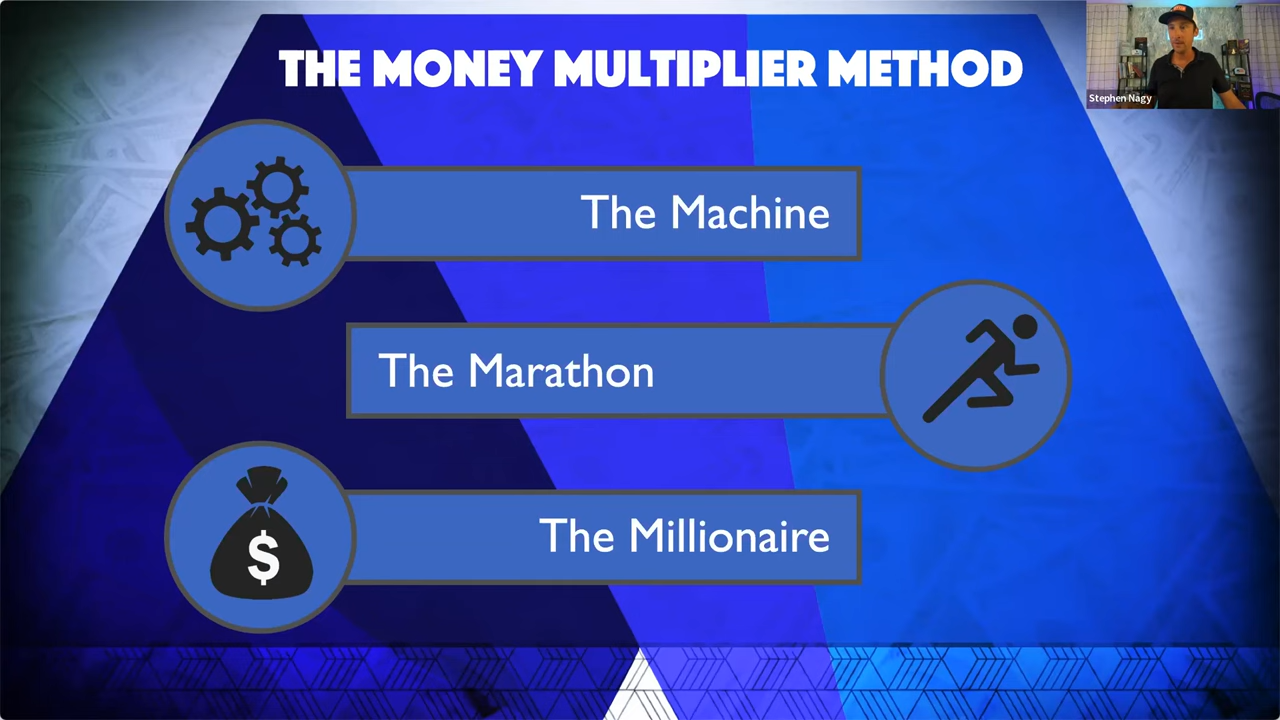 THE MONEY MULTIPLIER METHOD
Stephen Nagy
The Machine
The Marathon
$
The Millionaire